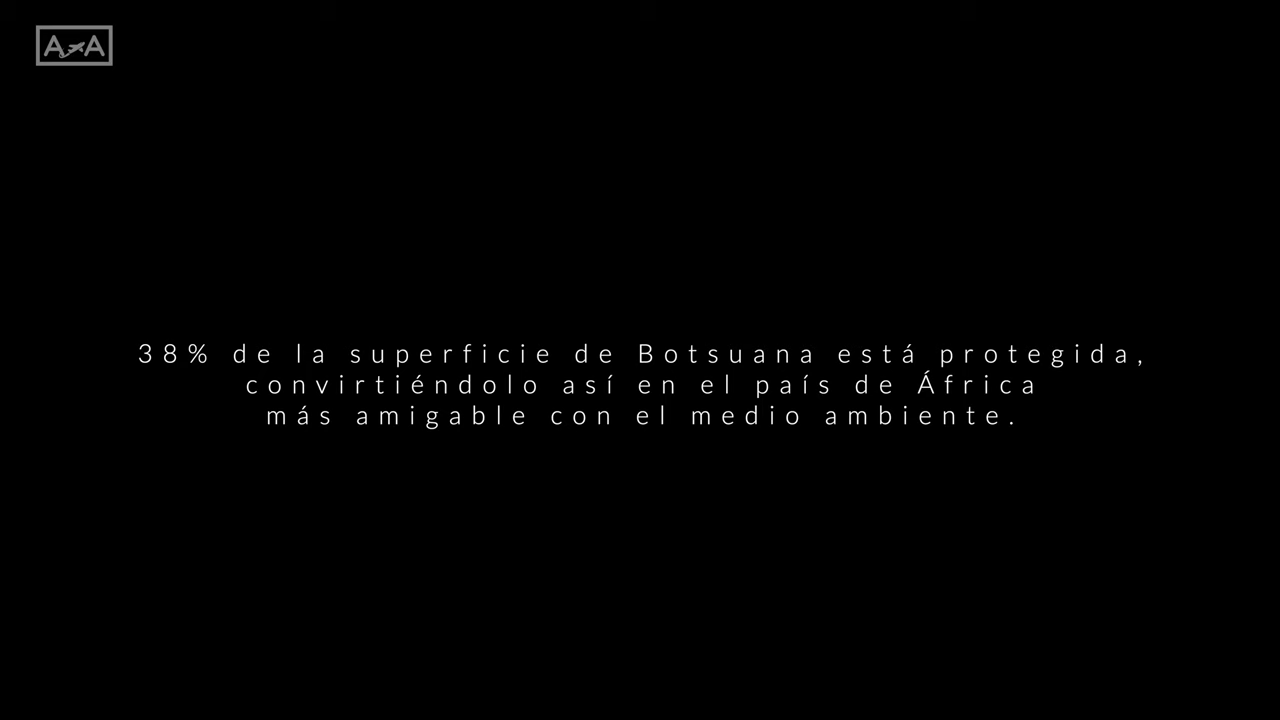 A A
38% de la superficie de Botsuana está protegida,
convirtiéndolo así en el país de África
más amigable con el medio ambiente.